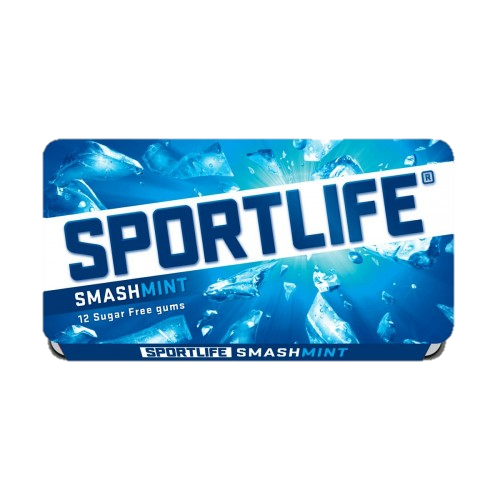 SPORTLIFE®
SMASHMINT
12 Sugar Free gums
SPORTLIFE SMASHMINT